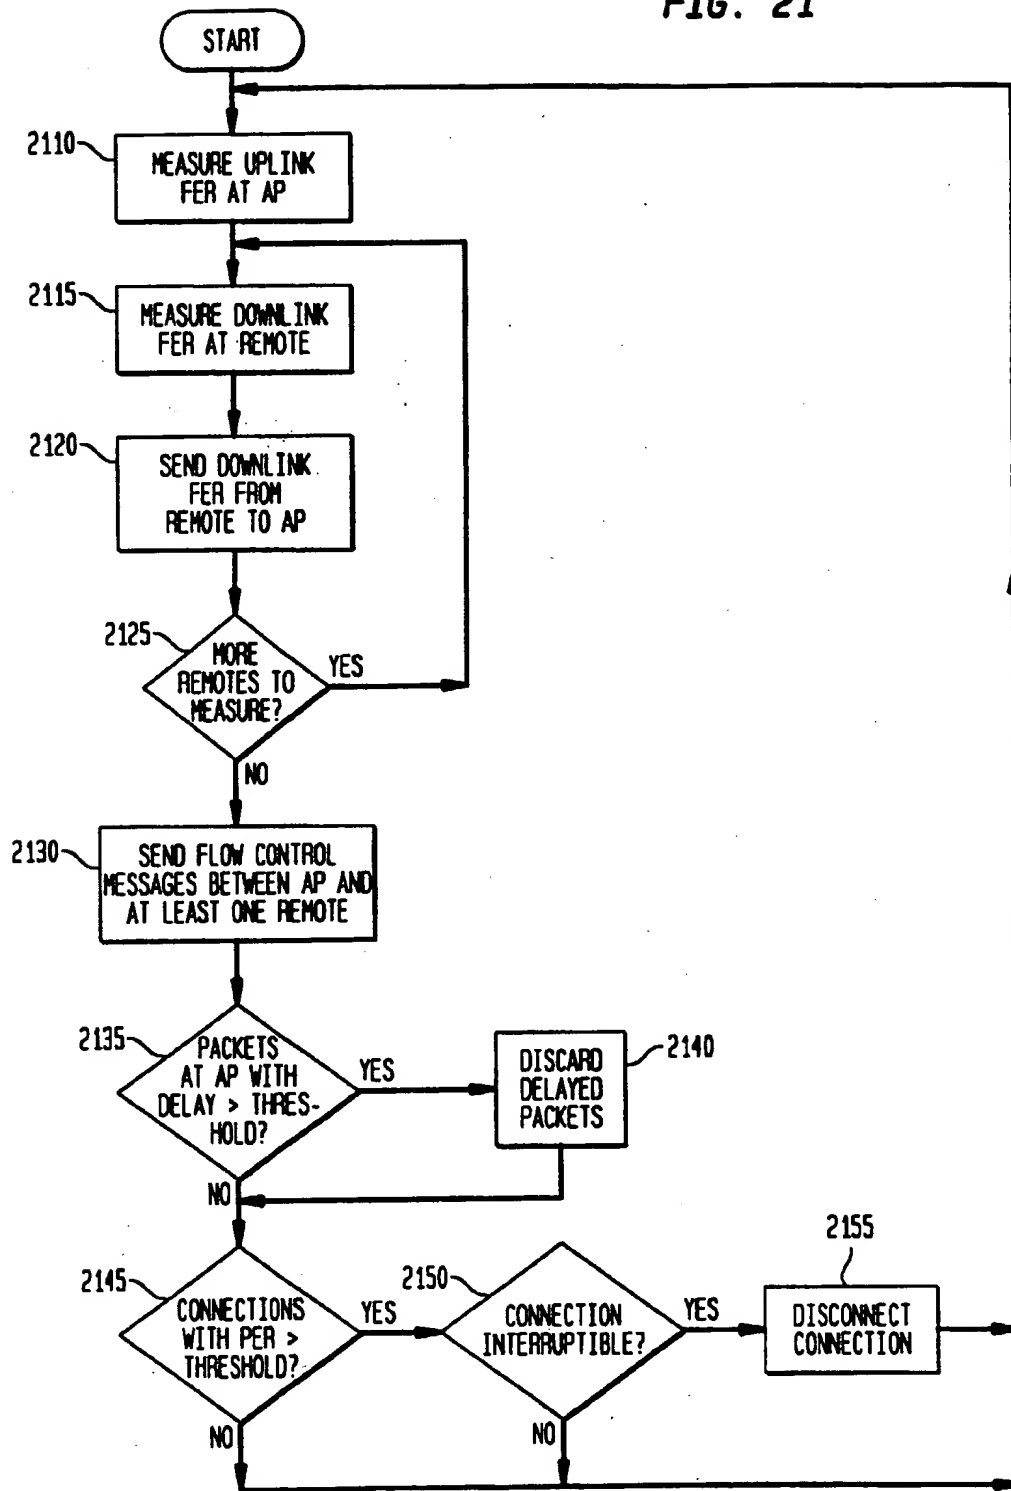 FIG. 21
START
2110
MEASURE UPLINK
FER AT AP
2115
MEASURE DOWNLINK
FER AT REMOTE
2120
SEND DOWNLINK
FER FROM
REMOTE TO AP
2125
MORE
REMOTES TO
MEASURE?
YES
NO
2130
SEND FLOW CONTROL
MESSAGES BETWEEN AP AND
AT LEAST ONE REMOTE
2135
PACKETS
AT AP WITH
DELAY > THRES-
HOLD?
YES
2140
DISCARD
DELAYED
PACKETS
NO
2145
CONNECTIONS
WITH PER >
THRESHOLD?
YES
2150
CONNECTION
INTERRUPTIBLE?
YES
2155
DISCONNECT
CONNECTION
NO
NO